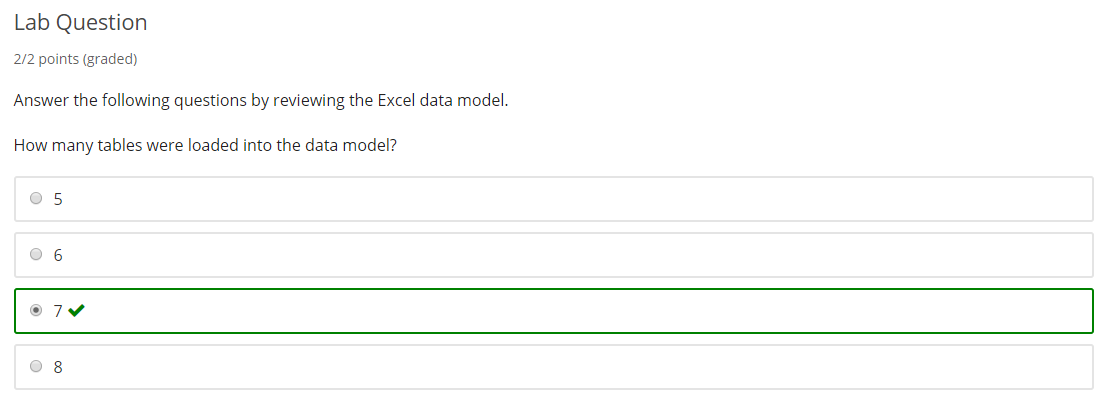 Lab Question
2/2 points (graded)
Answer the following questions by reviewing the Excel data model.
How many tables were loaded into the data model?
5
6
7
8